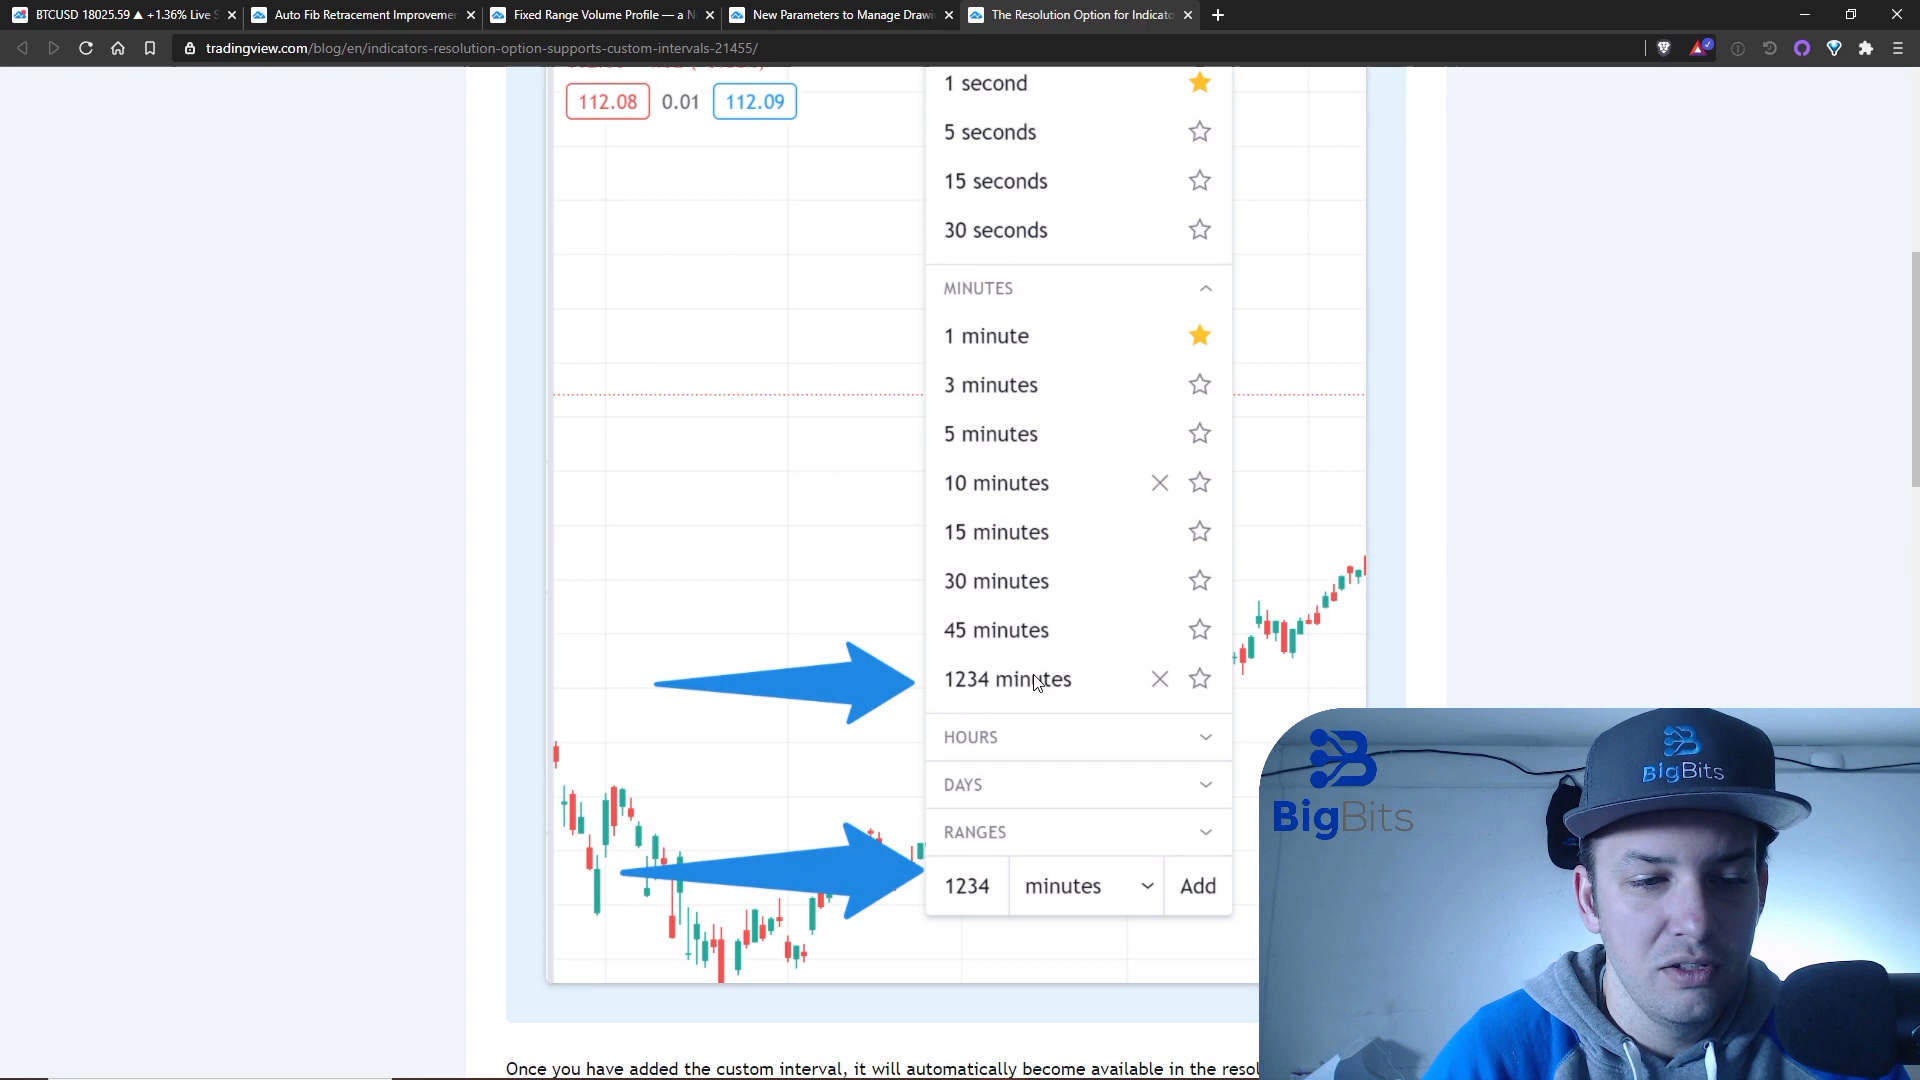 BTCUSD 18025.59 ▲ +1.36% Live S
Auto Fib Retracement Improvemen
Fixed Range Volume Profile — a N
New Parameters to Manage Drawi
The Resolution Option for Indicato
tradingview.com/blog/en/indicators-resolution-option-supports-custom-intervals-21455/
112.08 0.01 112.09
1 second
5 seconds
15 seconds
30 seconds
MINUTES
1 minute
3 minutes
5 minutes
10 minutes
15 minutes
30 minutes
45 minutes
1234 minutes
HOURS
DAYS
RANGES
1234 minutes Add
BigBits
BigBits
Once you have added the custom interval, it will automatically become available in the resol